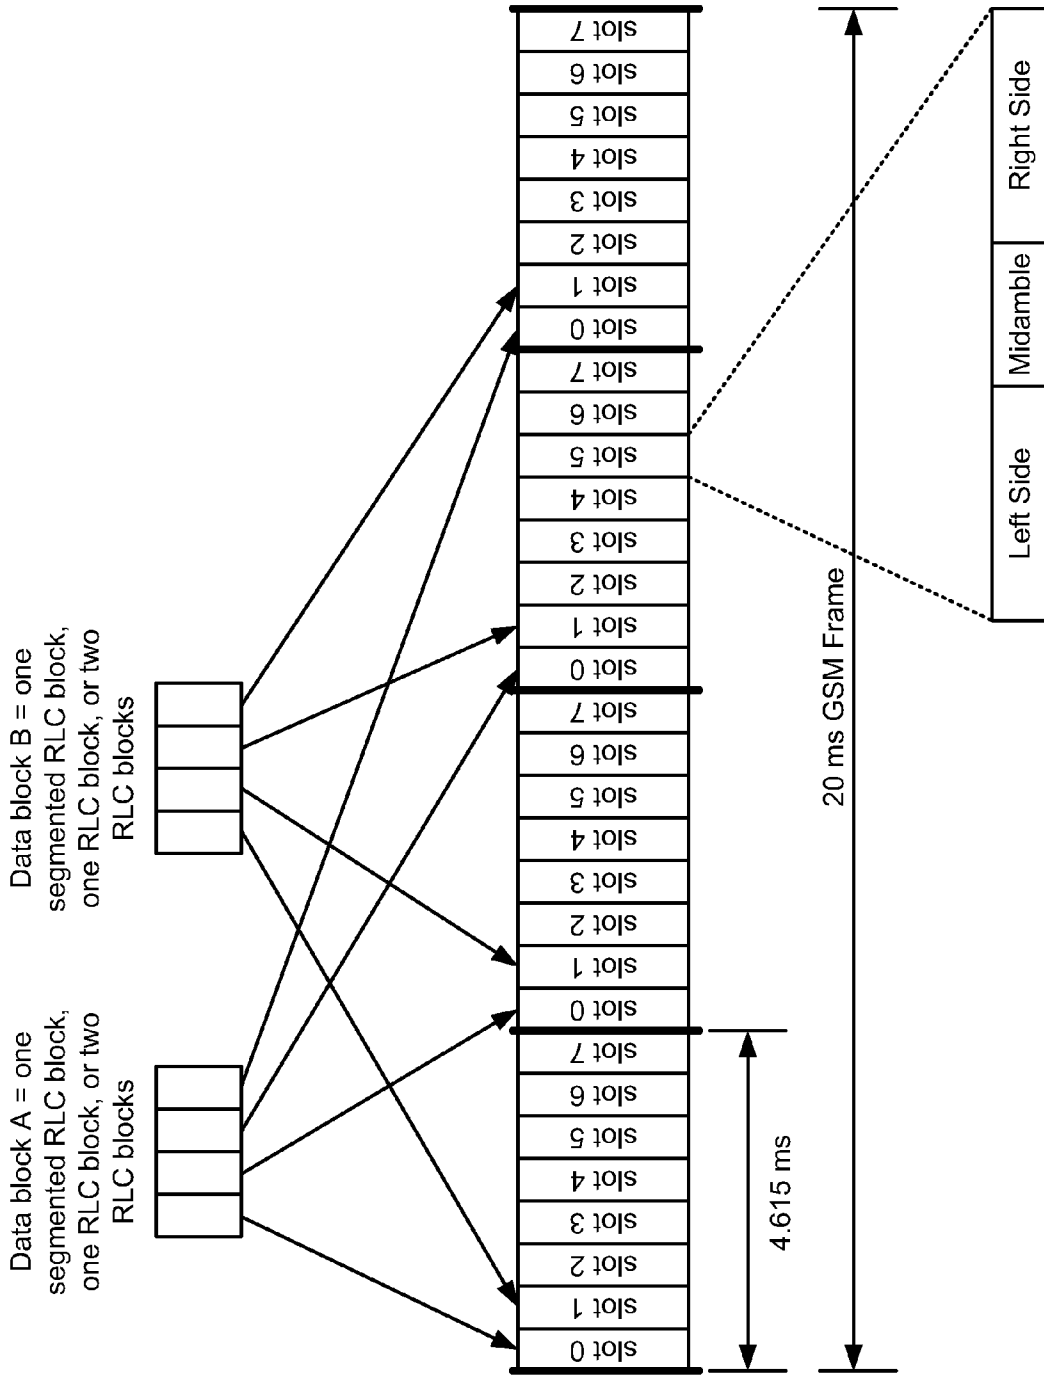 Data block A = one
segmented RLC block,
one RLC block, or two
RLC blocks
Data block B = one
segmented RLC block,
one RLC block, or two
RLC blocks
slot 0
slot 1
slot 2
slot 3
slot 4
slot 5
slot 6
slot 7
slot 0
slot 1
slot 2
slot 3
slot 4
slot 5
slot 6
slot 7
slot 0
slot 1
slot 2
slot 3
slot 4
slot 5
slot 6
slot 7
slot 0
slot 1
slot 2
slot 3
slot 4
slot 5
slot 6
slot 7
4.615 ms
20 ms GSM Frame
Left Side
Midamble
Right Side